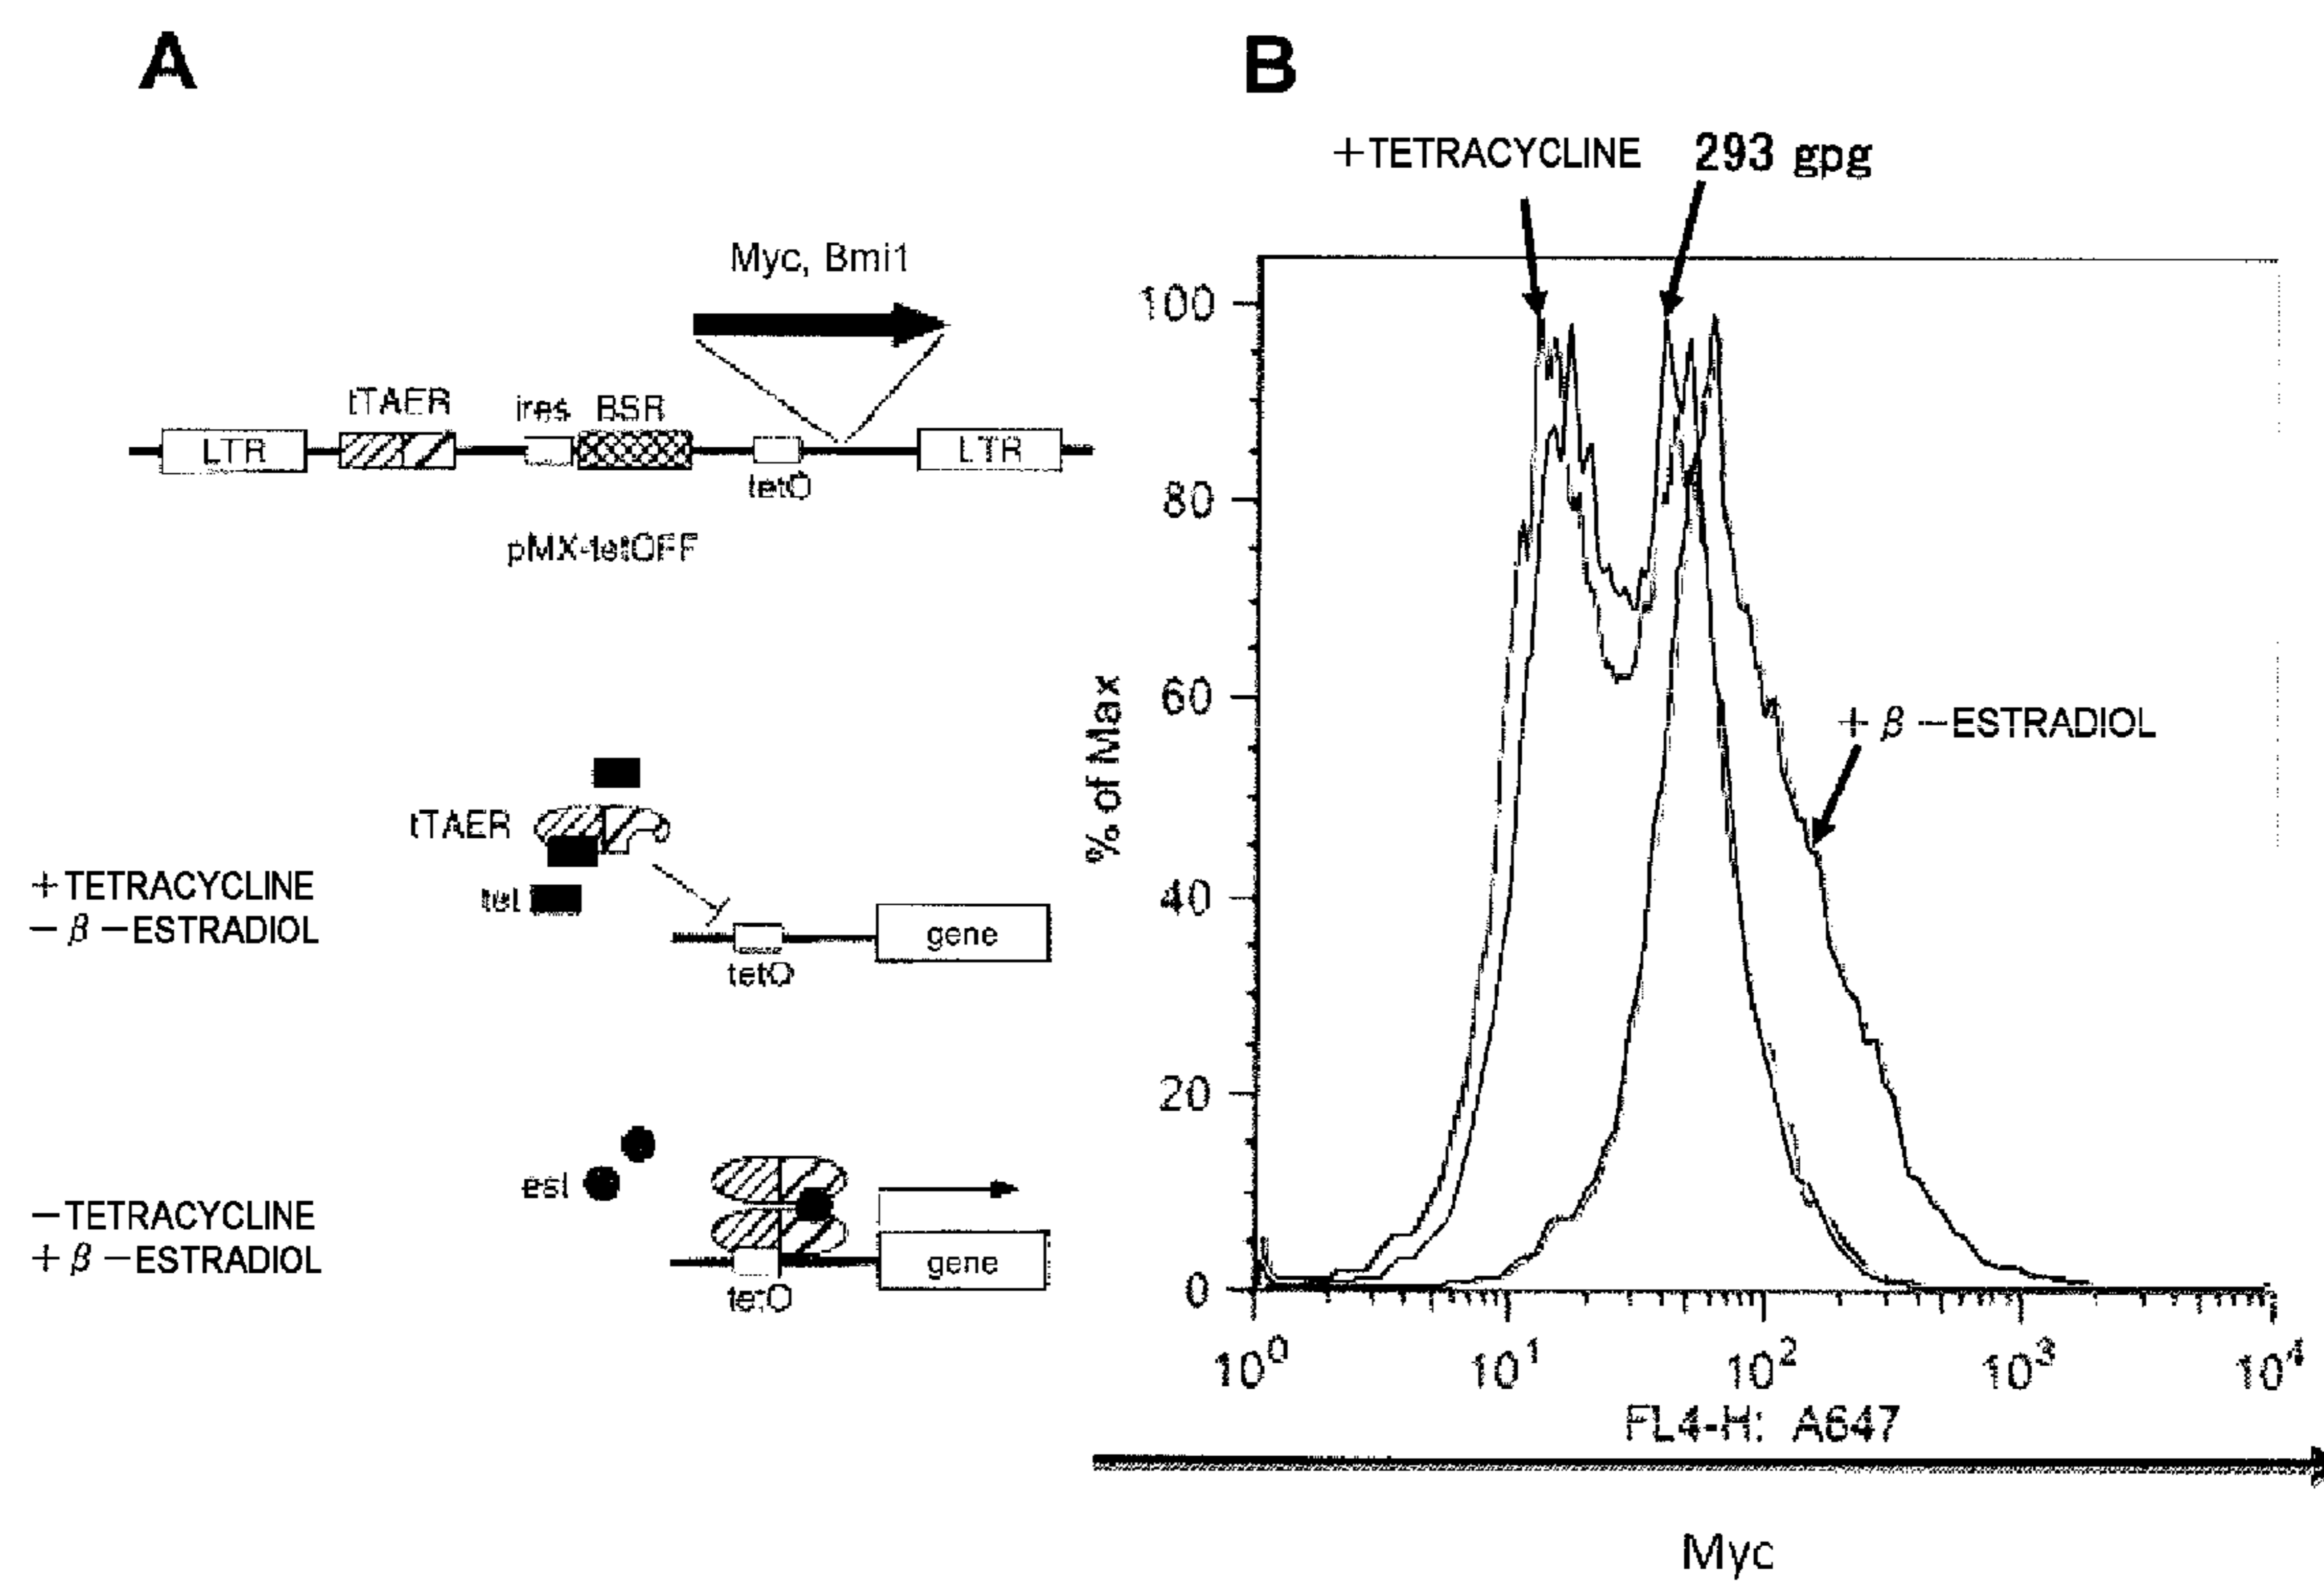 A
Myc, Bmi1
tTAER ires BSR
LTR LTR
tetO
pMX-tetOFF
tTAER
+TETRACYCLINE
-β-ESTRADIOL
tet
gene
tetO
est
-TETRACYCLINE
+β-ESTRADIOL
gene
tetO
B
+TETRACYCLINE 293 gpg
100
80
60
40
20
0
% of Max
+β-ESTRADIOL
10⁰ 10¹ 10² 10³ 10⁴
FL4-H: A647
Myc